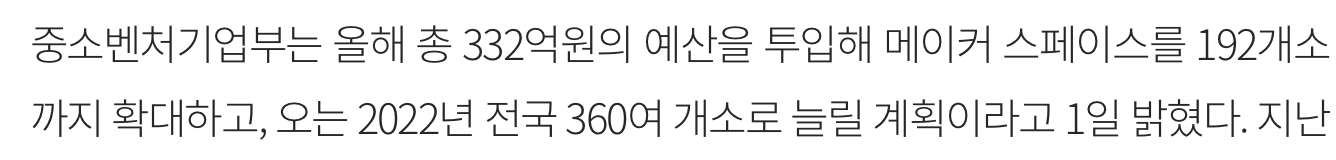 중소벤처기업부는 올해 총 332억원의 예산을 투입해 메이커 스페이스를 192개소
까지 확대하고, 오는 2022년 전국 360여 개소로 늘릴 계획이라고 1일 밝혔다. 지난